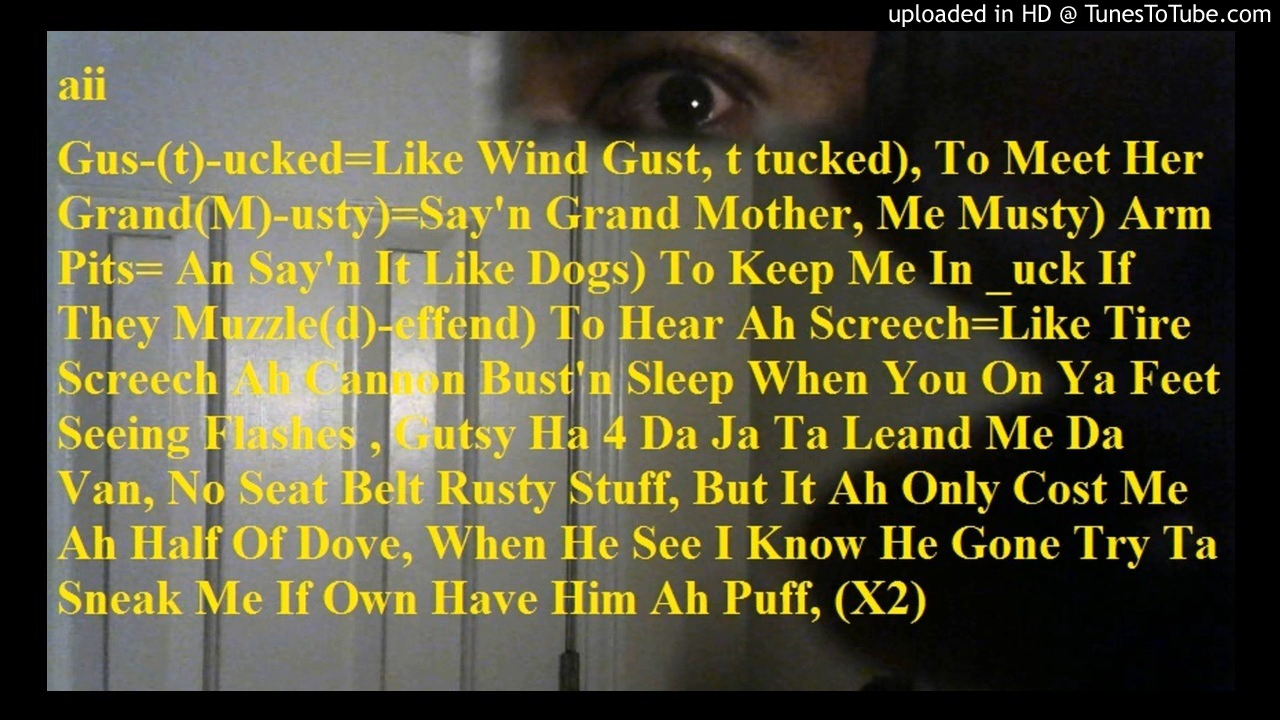 uploaded in HD @ TunesToTube.com
aii
Gus-(t)-ucked=Like Wind Gust, t tucked), To Meet Her
Grand(M)-usty)=Say'n Grand Mother, Me Musty) Arm
Pits= An Say'n It Like Dogs) To Keep Me In _uck If
They Muzzle(d)-effend) To Hear Ah Screech=Like Tire
Screech Ah Cannon Bust'n Sleep When You On Ya Feet
Seeing Flashes , Gutsy Ha 4 Da Ja Ta Leand Me Da
Van, No Seat Belt Rusty Stuff, But It Ah Only Cost Me
Ah Half Of Dove, When He See I Know He Gone Try Ta
Sneak Me If Own Have Him Ah Puff, (X2)